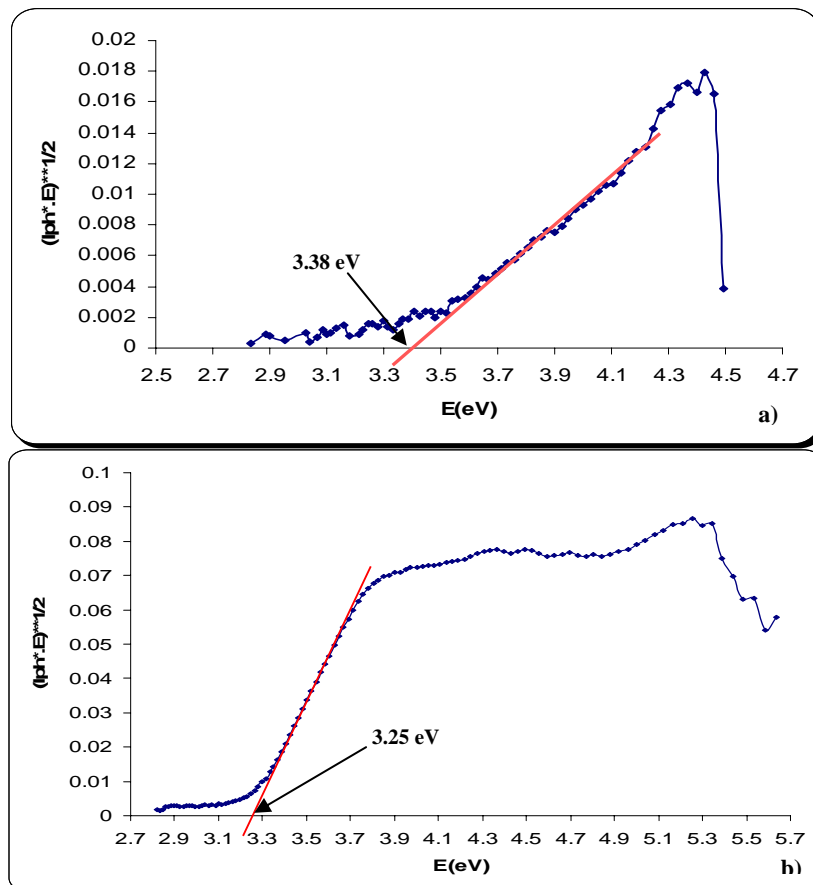 0.02
0.018
0.016
0.014
0.012
0.01
0.008
0.006
0.004
0.002
0
(Iph*.E)**1/2
3.38 eV
2.5 2.7 2.9 3.1 3.3 3.5 3.7 3.9 4.1 4.3 4.5 4.7
E(eV)
a)
0.1
0.09
0.08
0.07
0.06
0.05
0.04
0.03
0.02
0.01
0
(Iph*.E)**1/2
3.25 eV
2.7 2.9 3.1 3.3 3.5 3.7 3.9 4.1 4.3 4.5 4.7 4.9 5.1 5.3 5.5 5.7
E(eV)
b)